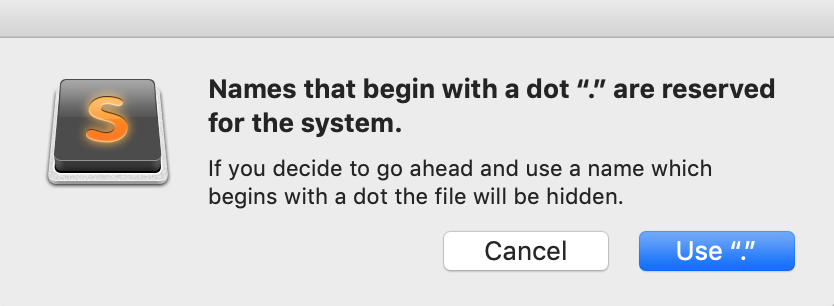 S
Names that begin with a dot “.” are reserved
for the system.
If you decide to go ahead and use a name which
begins with a dot the file will be hidden.
Cancel
Use “.”